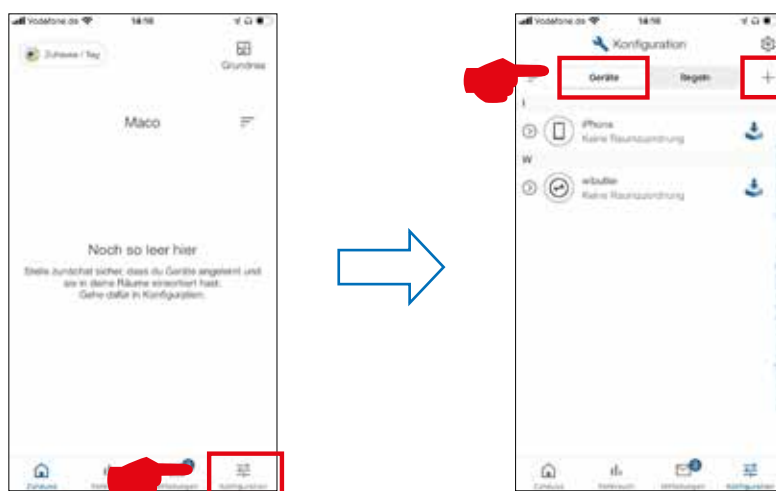 Vodafone.de 14:16
Zuhause / Tag
Grundriss
Maco
Noch so leer hier
Stelle zunächst sicher, dass du Geräte angelernt und
sie in deine Räume einsortiert hast.
Gehe dafür in Konfiguration.
Zuhause Mitteilungen Konfiguration
Vodafone.de 14:16
Konfiguration
Geräte Regeln
I
iPhone
Keine Raumzuordnung
W
wibutler
Keine Raumzuordnung
Zuhause Verbrauch Mitteilungen Konfiguration